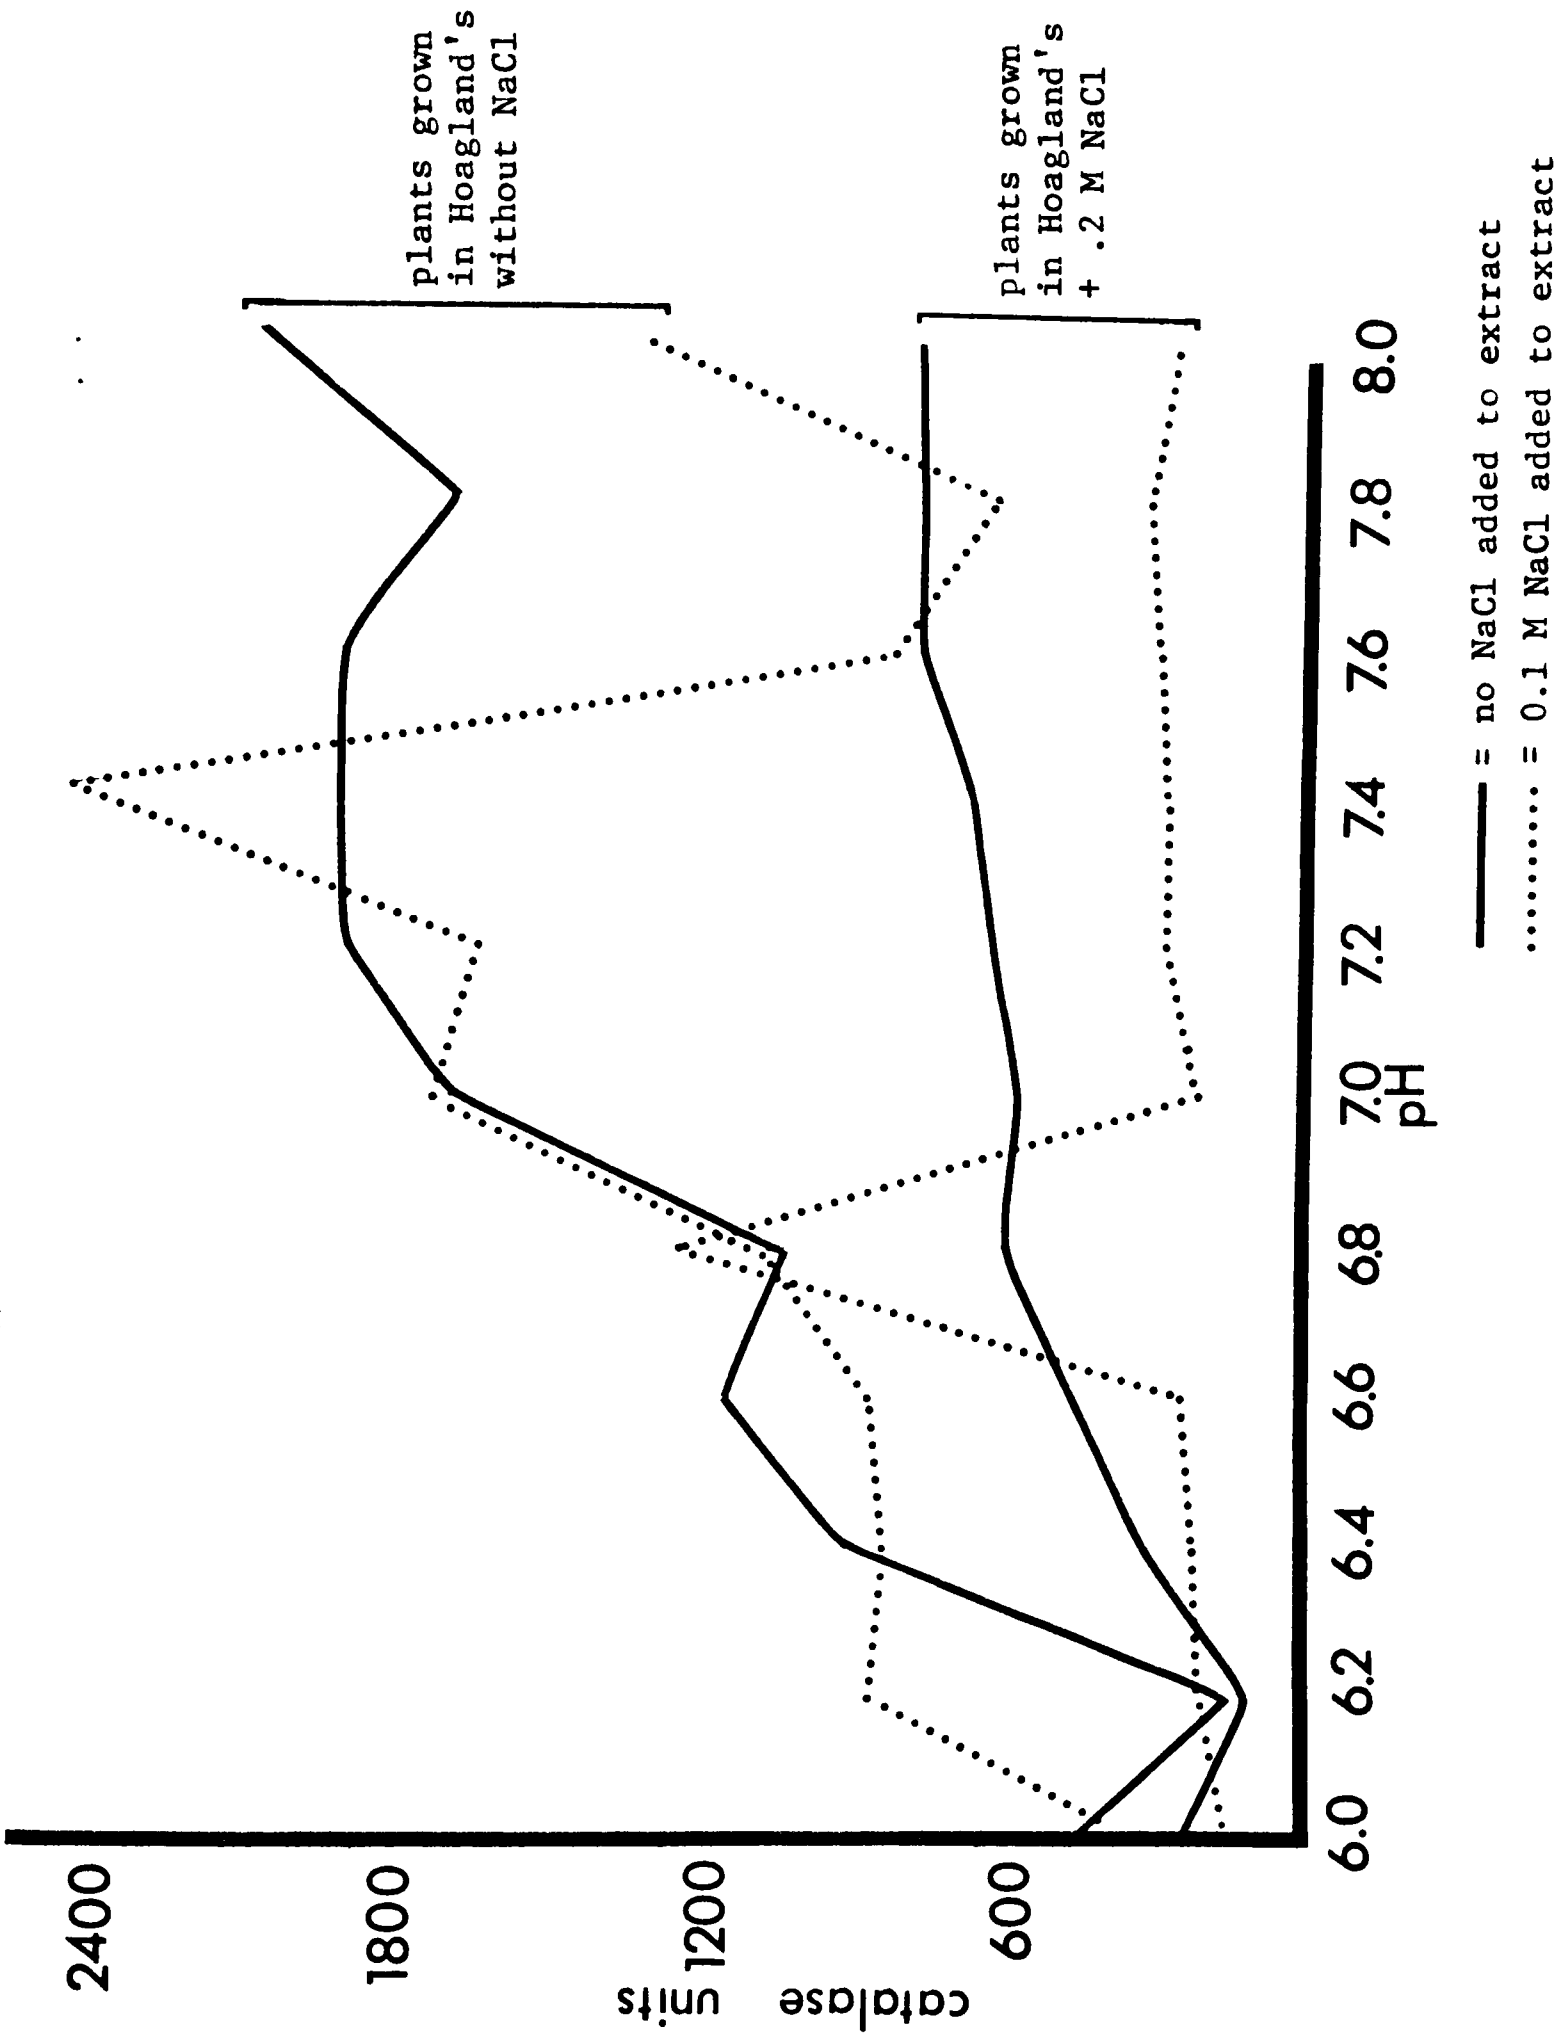 catalase units
2400
1800
1200
600
6.0 6.2 6.4 6.6 6.8 7.0 7.2 7.4 7.6 7.8 8.0
pH
plants grown
in Hoagland's
without NaCl
plants grown
in Hoagland's
+ .2 M NaCl
= no NaCl added to extract
= 0.1 M NaCl added to extract